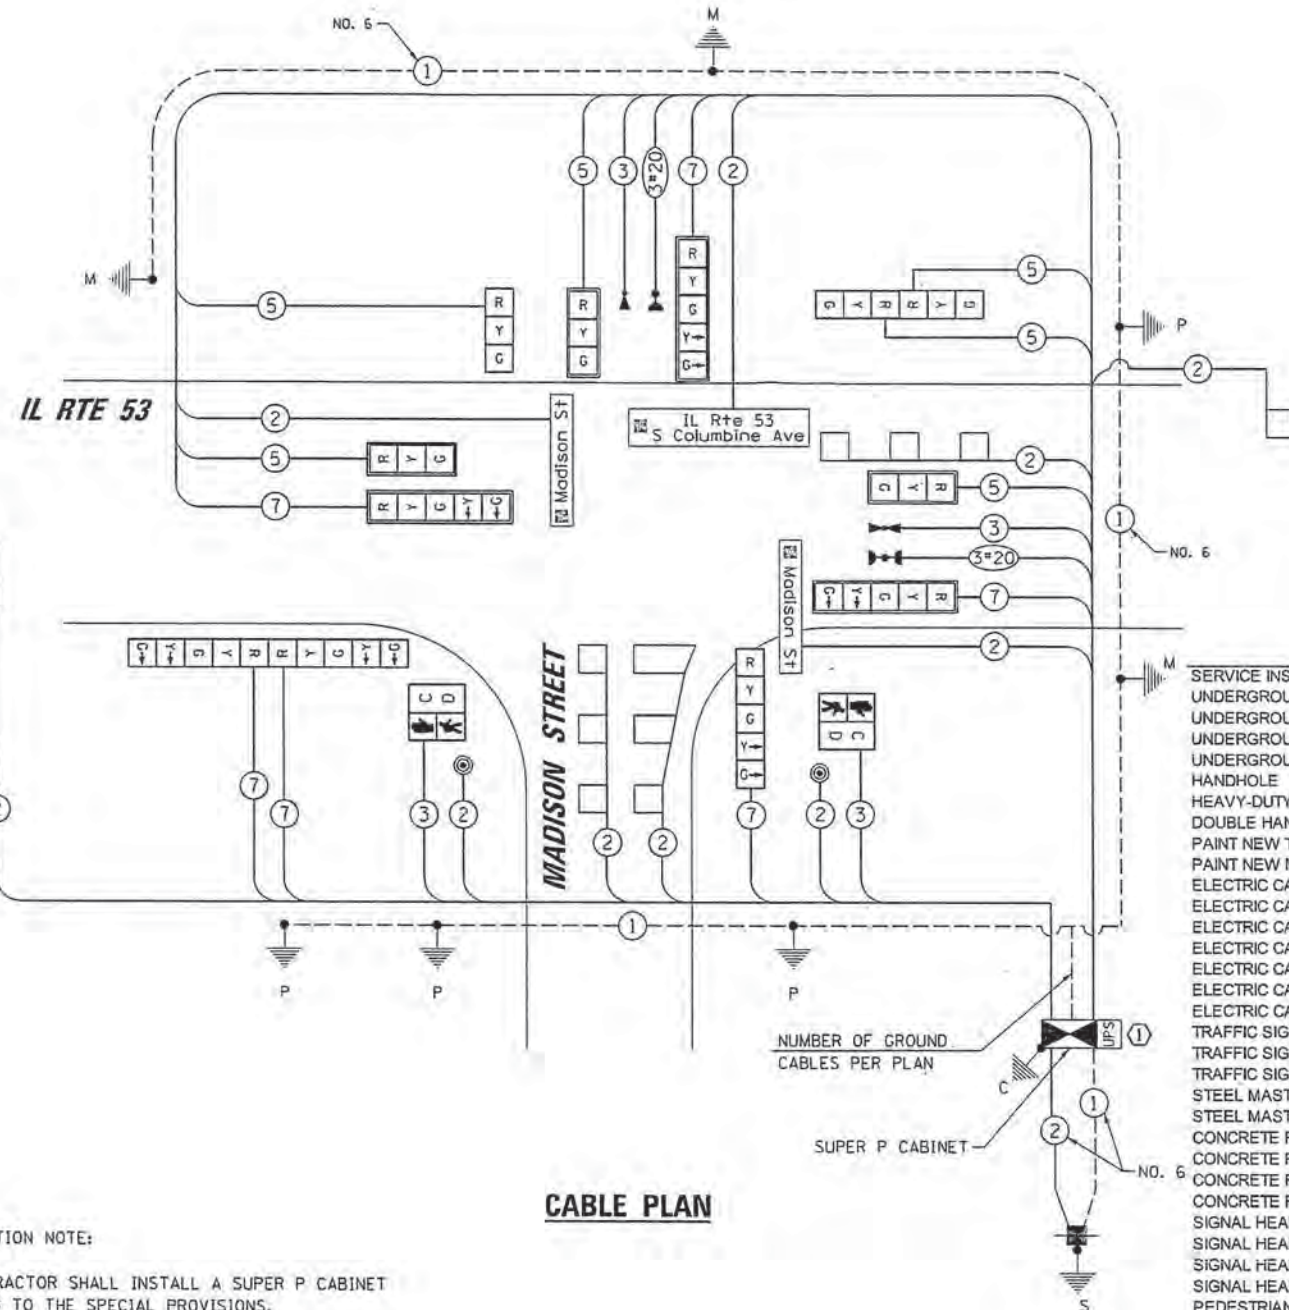 NO. 6
1
M
5
3
3#20
7
2
M
R
Y
G
R
Y
G
R
Y
G
Y→
G→
G Y R R Y G
5
5
5
P
2
IL RTE 53
2
5
7
R Y G
R Y G ←Y ←G
Madison St
IL Rte 53
S Columbine Ave
2
G Y R
5
3
3#20
G← Y← G Y R
7
2
Madison St
1
NO. 6
M
G← Y← G Y R R Y G ←Y ←G
C D
7
7
3
2
MADISON STREET
2
2
R
Y
G
Y→
G→
D C
7
2
3
1
P
P
P
NUMBER OF GROUND
CABLES PER PLAN
UPS
1
C
SUPER P CABINET
2
1
NO. 6
S
CABLE PLAN
TION NOTE:
RACTOR SHALL INSTALL A SUPER P CABINET
TO THE SPECIAL PROVISIONS.
SERVICE INS
UNDERGROU
UNDERGROU
UNDERGROU
UNDERGROU
HANDHOLE
HEAVY-DUTY
DOUBLE HAN
PAINT NEW T
PAINT NEW M
ELECTRIC CA
ELECTRIC CA
ELECTRIC CA
ELECTRIC CA
ELECTRIC CA
ELECTRIC CA
ELECTRIC CA
TRAFFIC SIG
TRAFFIC SIG
TRAFFIC SIG
STEEL MAST
STEEL MAST
CONCRETE F
CONCRETE F
CONCRETE F
CONCRETE F
SIGNAL HEA
SIGNAL HEA
SIGNAL HEA
SIGNAL HEA
PEDESTRIAN